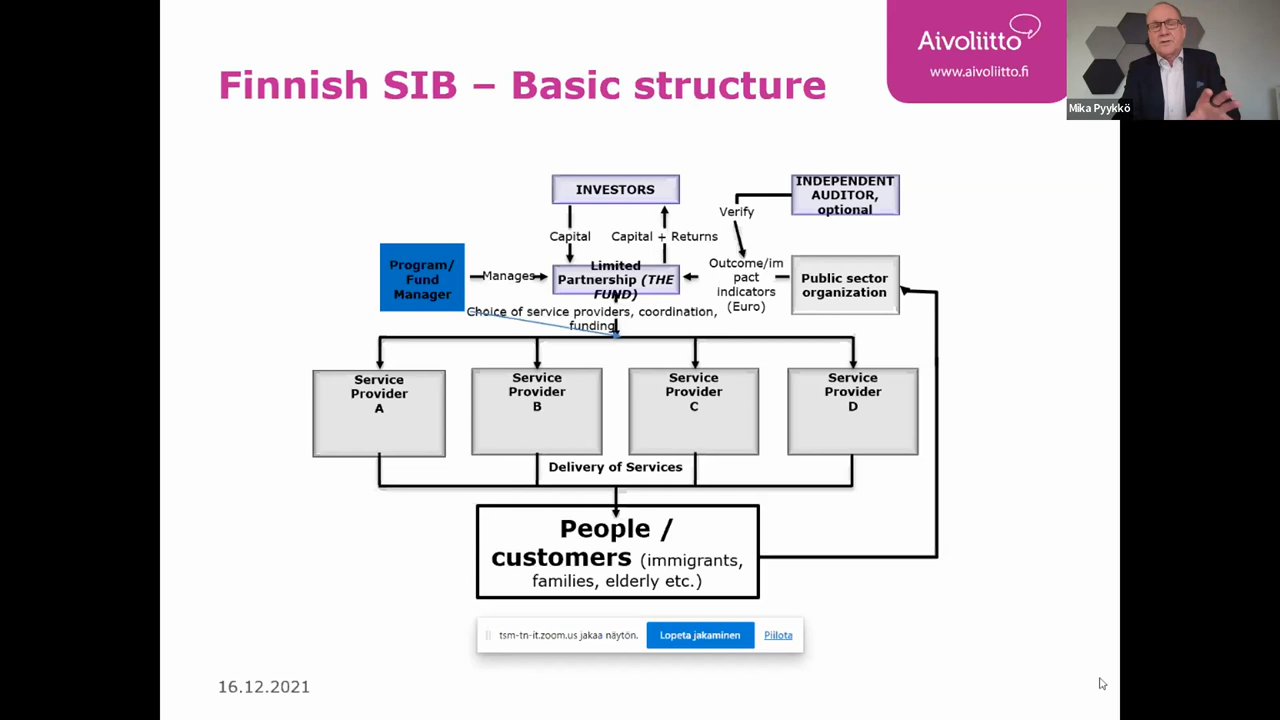 Aivoliitto
www.aivoliitto.fi
Mika Pyykkö
Finnish SIB – Basic structure
INVESTORS
INDEPENDENT
AUDITOR,
optional
Verify
Capital
Capital + Returns
Program/
Fund
Manager
Manages
Limited
Partnership (THE
FUND)
Outcome/im
pact
indicators
(Euro)
Public sector
organization
Choice of service providers, coordination,
funding
Service
Provider
A
Service
Provider
B
Service
Provider
C
Service
Provider
D
Delivery of Services
People /
customers (immigrants,
families, elderly etc.)
tsm-tn-it.zoom.us jakaa näytön.
Lopeta jakaminen
Piilota
16.12.2021